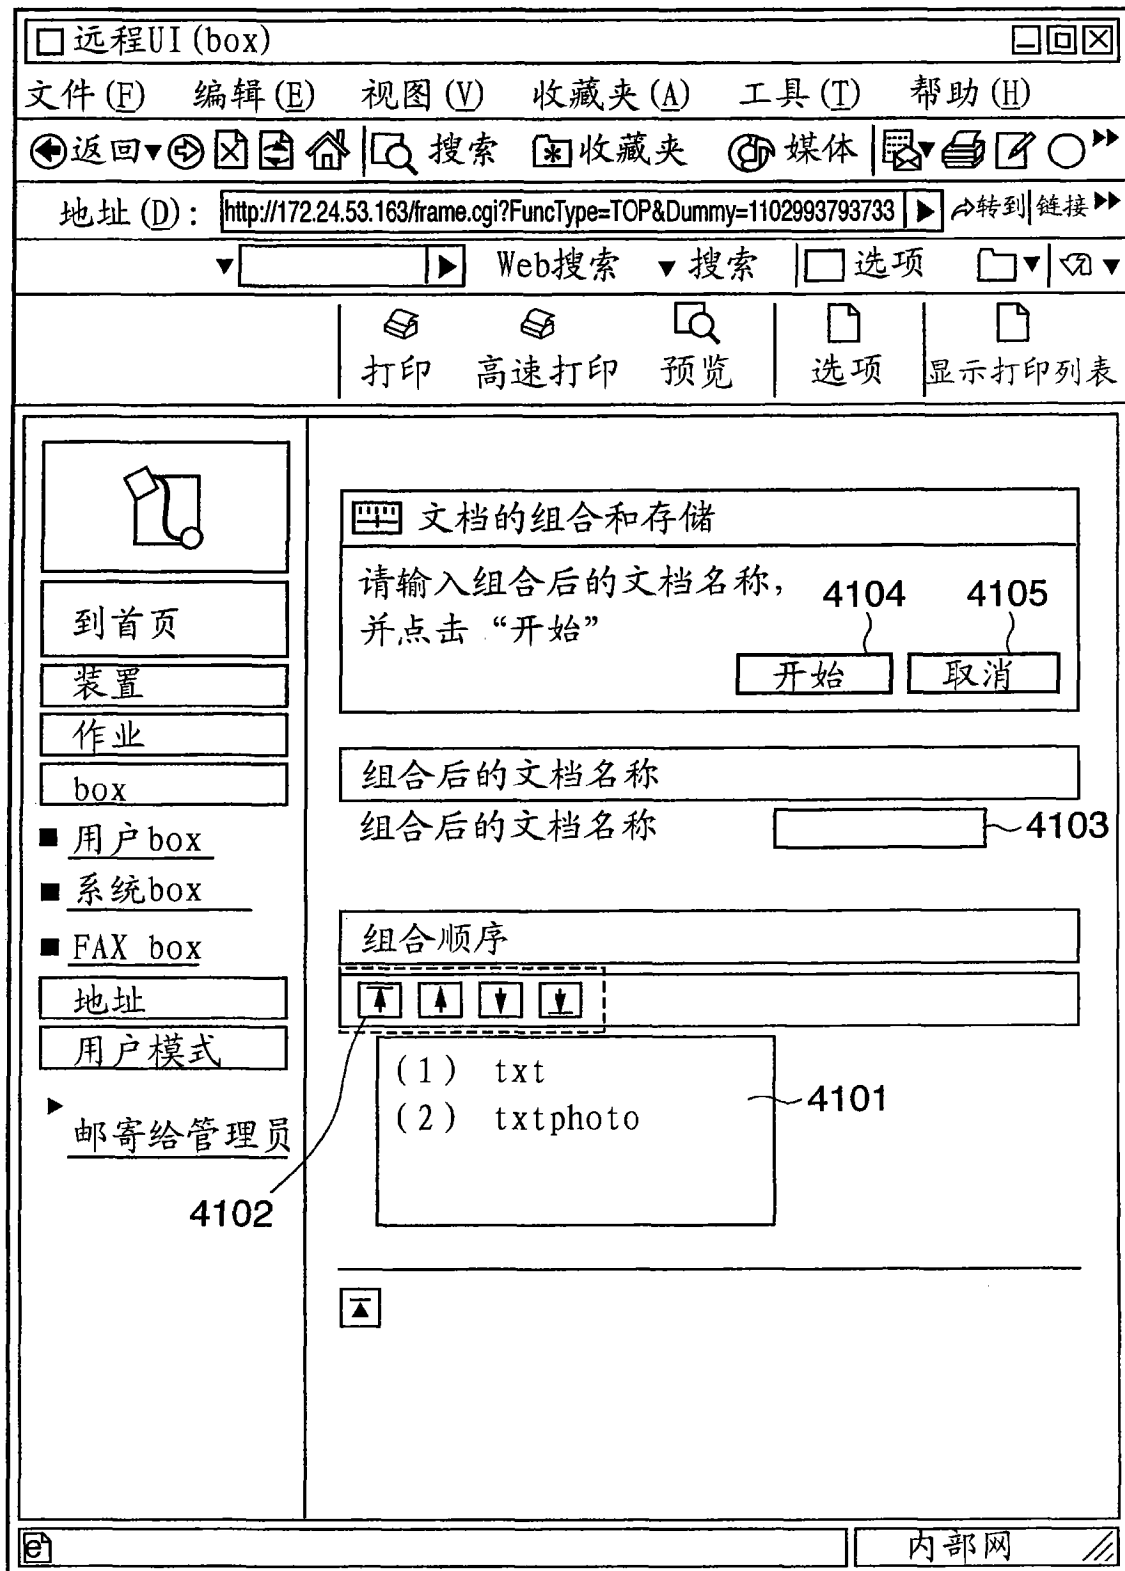 远程UI(box)
文件(F) 编辑(E) 视图(V) 收藏夹(A) 工具(T) 帮助(H)
返回 搜索 收藏夹 媒体
地址(D): http://172.24.53.163/frame.cgi?FuncType=TOP&Dummy=1102993793733 转到 链接
Web搜索 搜索 选项
打印 高速打印 预览 选项 显示打印列表
到首页
装置
作业
box
用户box
系统box
FAX box
地址
用户模式
邮寄给管理员
4102
文档的组合和存储
请输入组合后的文档名称,
并点击“开始”
4104 4105
开始 取消
组合后的文档名称
组合后的文档名称 4103
组合顺序
(1) txt
(2) txtphoto
4101
e 内部网